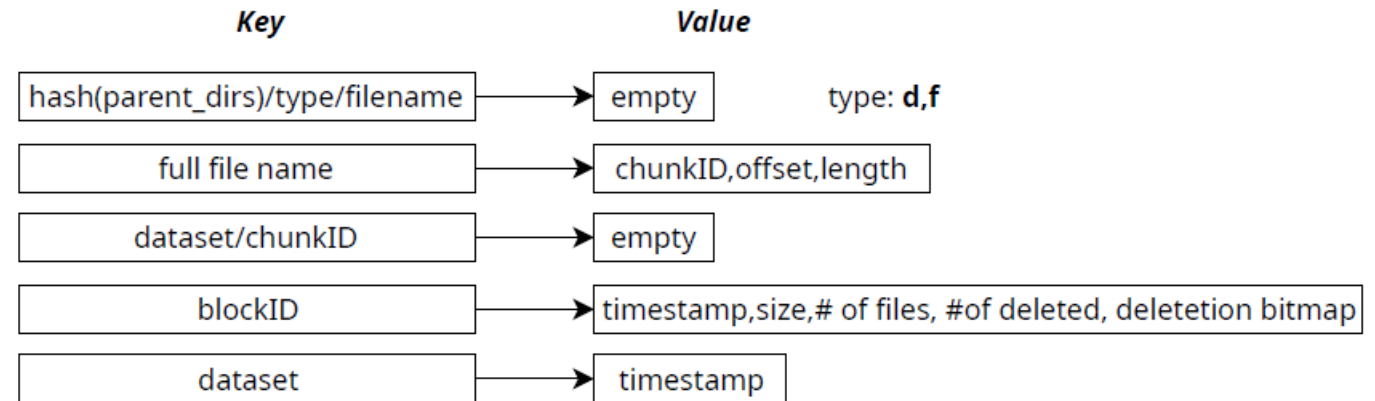 Key Value
hash(parent_dirs)/type/filename empty type: d,f
full file name chunkID,offset,length
dataset/chunkID empty
blockID timestamp,size,# of files, #of deleted, deletetion bitmap
dataset timestamp